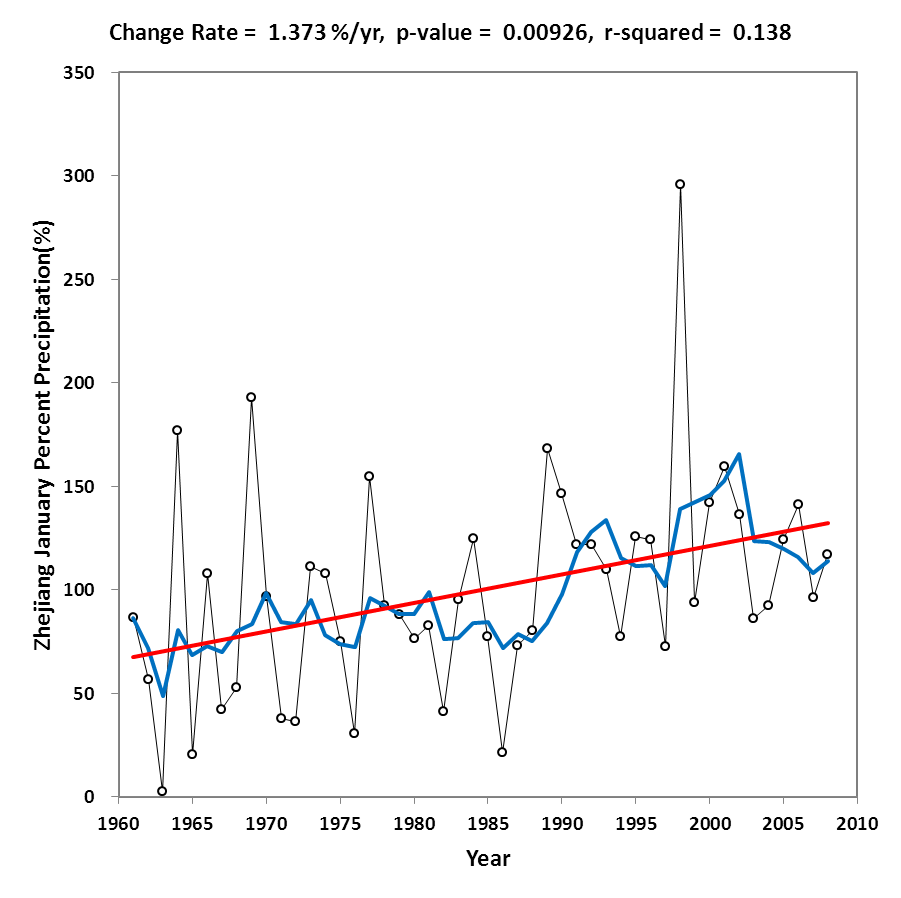 Change Rate = 1.373 %/yr, p-value = 0.00926, r-squared = 0.138
Zhejiang January Percent Precipitation(%)
350
300
250
200
150
100
50
0
1960 1965 1970 1975 1980 1985 1990 1995 2000 2005 2010
Year